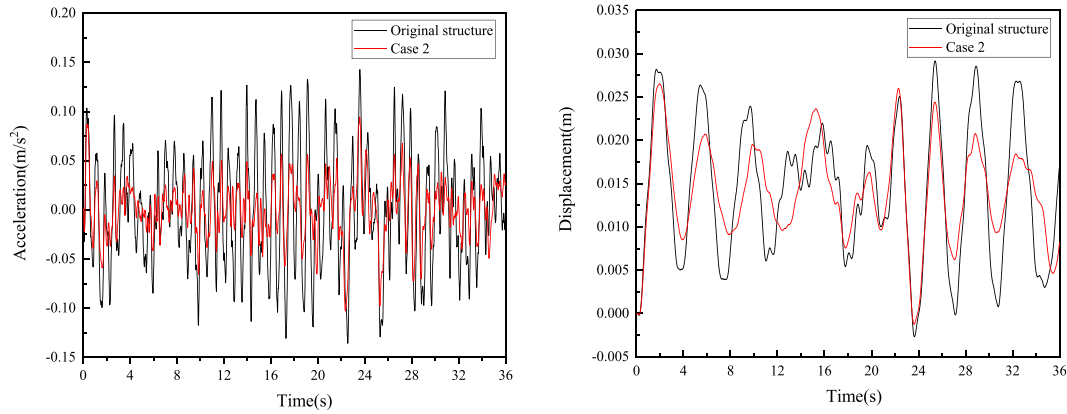 0.20
0.15
0.10
0.05
0.00
-0.05
-0.10
-0.15
Acceleration(m/s²)
Original structure
Case 2
0 4 8 12 16 20 24 28 32 36
Time(s)
0.035
0.030
0.025
0.020
0.015
0.010
0.005
0.000
-0.005
Displacement(m)
Original structure
Case 2
0 4 8 12 16 20 24 28 32 36
Time(s)